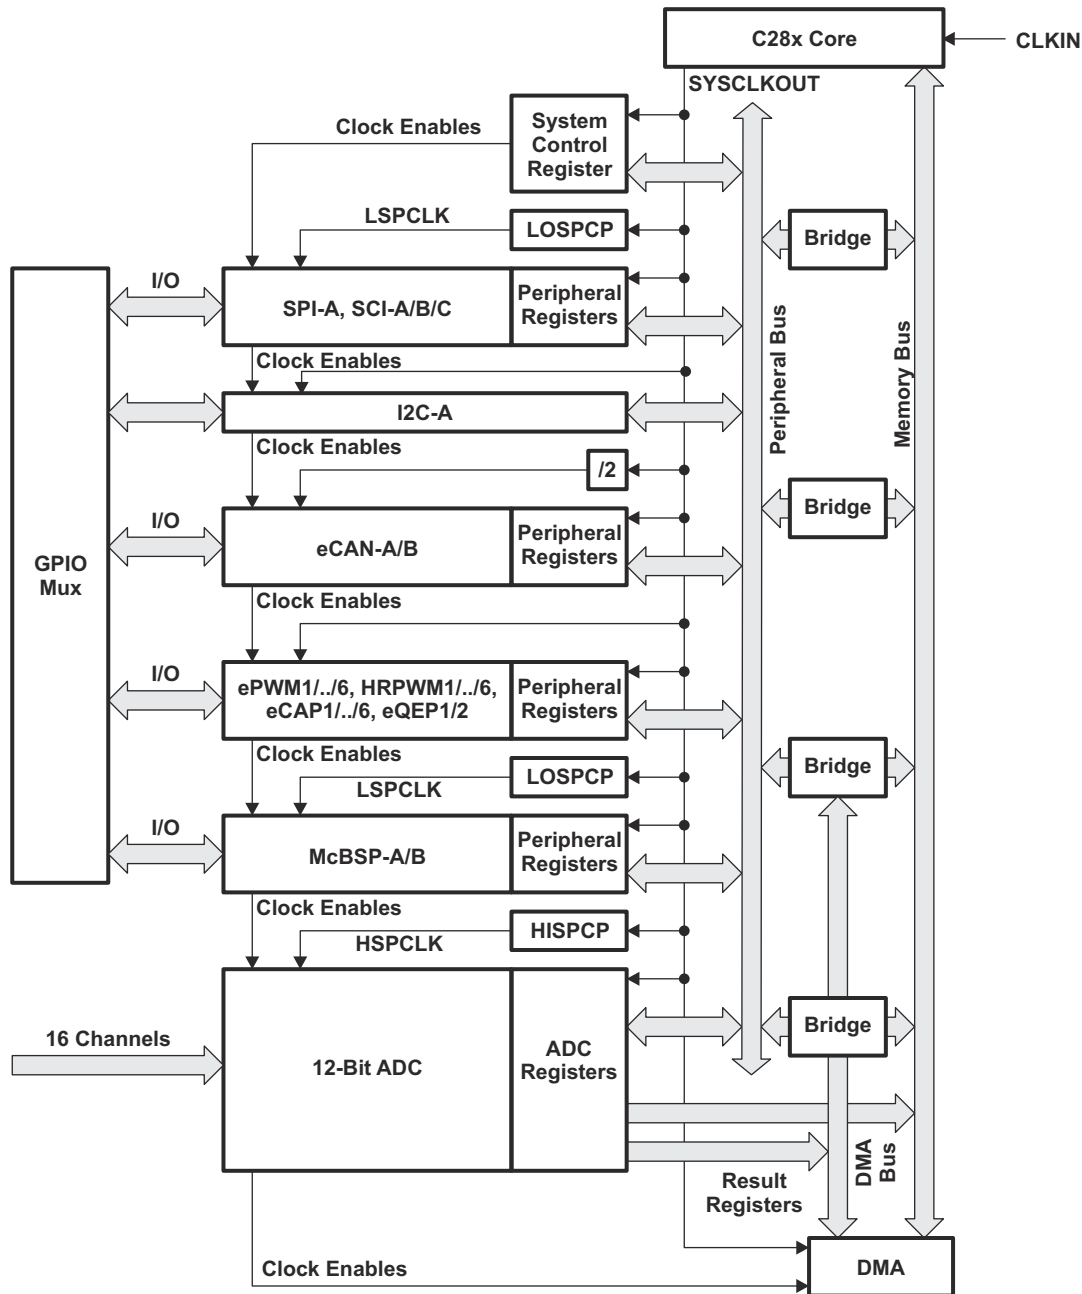 C28x Core
CLKIN
SYSCLKOUT
Clock Enables
System
Control
Register
LSPCLK
LOSPCP
Bridge
I/O
SPI-A, SCI-A/B/C
Peripheral
Registers
Peripheral Bus
Memory Bus
Clock Enables
I2C-A
Clock Enables
/2
Bridge
I/O
eCAN-A/B
Peripheral
Registers
GPIO
Mux
Clock Enables
I/O
ePWM1/../6, HRPWM1/../6,
eCAP1/../6, eQEP1/2
Peripheral
Registers
Clock Enables
LSPCLK
LOSPCP
Bridge
I/O
McBSP-A/B
Peripheral
Registers
Clock Enables
HSPCLK
HISPCP
16 Channels
12-Bit ADC
ADC
Registers
Bridge
DMA
Bus
Result
Registers
Clock Enables
DMA